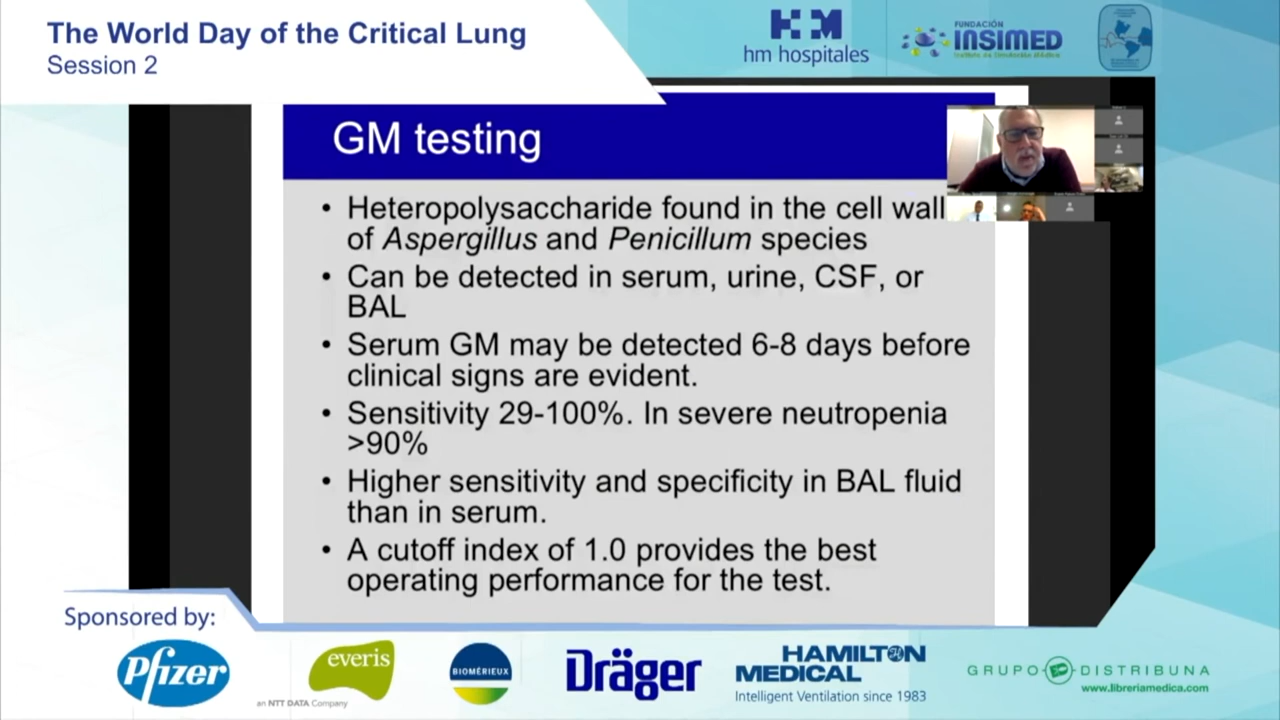 The World Day of the Critical Lung
Session 2
HM
hm hospitales
FUNDACIÓN
INSIMED
GM testing
• Heteropolysaccharide found in the cell wall
of Aspergillus and Penicillum species
• Can be detected in serum, urine, CSF, or
BAL
• Serum GM may be detected 6-8 days before
clinical signs are evident.
• Sensitivity 29-100%. In severe neutropenia
>90%
• Higher sensitivity and specificity in BAL fluid
than in serum.
• A cutoff index of 1.0 provides the best
operating performance for the test.
Sponsored by:
Pfizer
everis
an NTT DATA Company
BIOMÉRIEUX
Dräger
HAMILTON
MEDICAL
Intelligent Ventilation since 1983
GRUPO DISTRIBUNA
www.libreriamedica.com